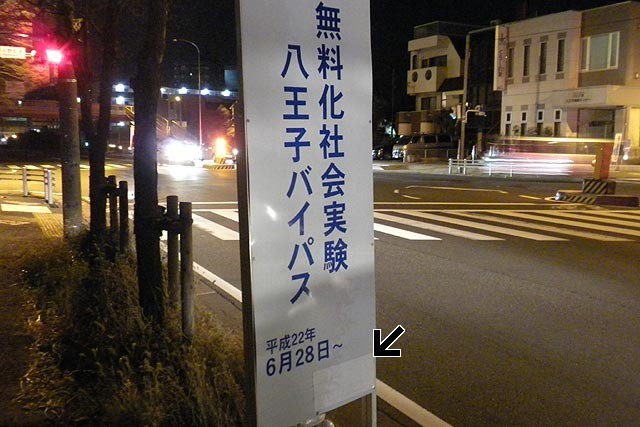 無料化社会実験
八王子バイパス
平成22年
6月28日~